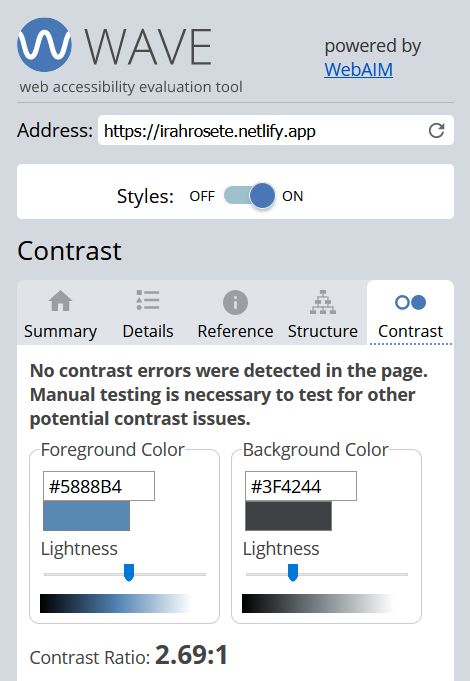 WAVE
web accessibility evaluation tool
powered by
WebAIM
Address: https://irahrosete.netlify.app
Styles: OFF ON
Contrast
Summary Details Reference Structure Contrast
No contrast errors were detected in the page.
Manual testing is necessary to test for other
potential contrast issues.
Foreground Color Background Color
#5888B4 #3F4244
Lightness Lightness
Contrast Ratio: 2.69:1